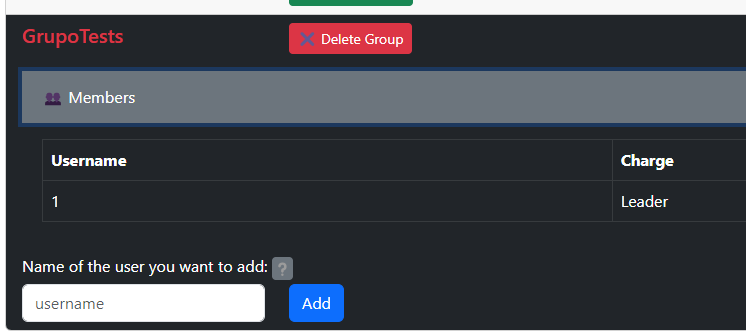 GrupoTests
Delete Group
Members
Username Charge
1 Leader
Name of the user you want to add: ?
username Add